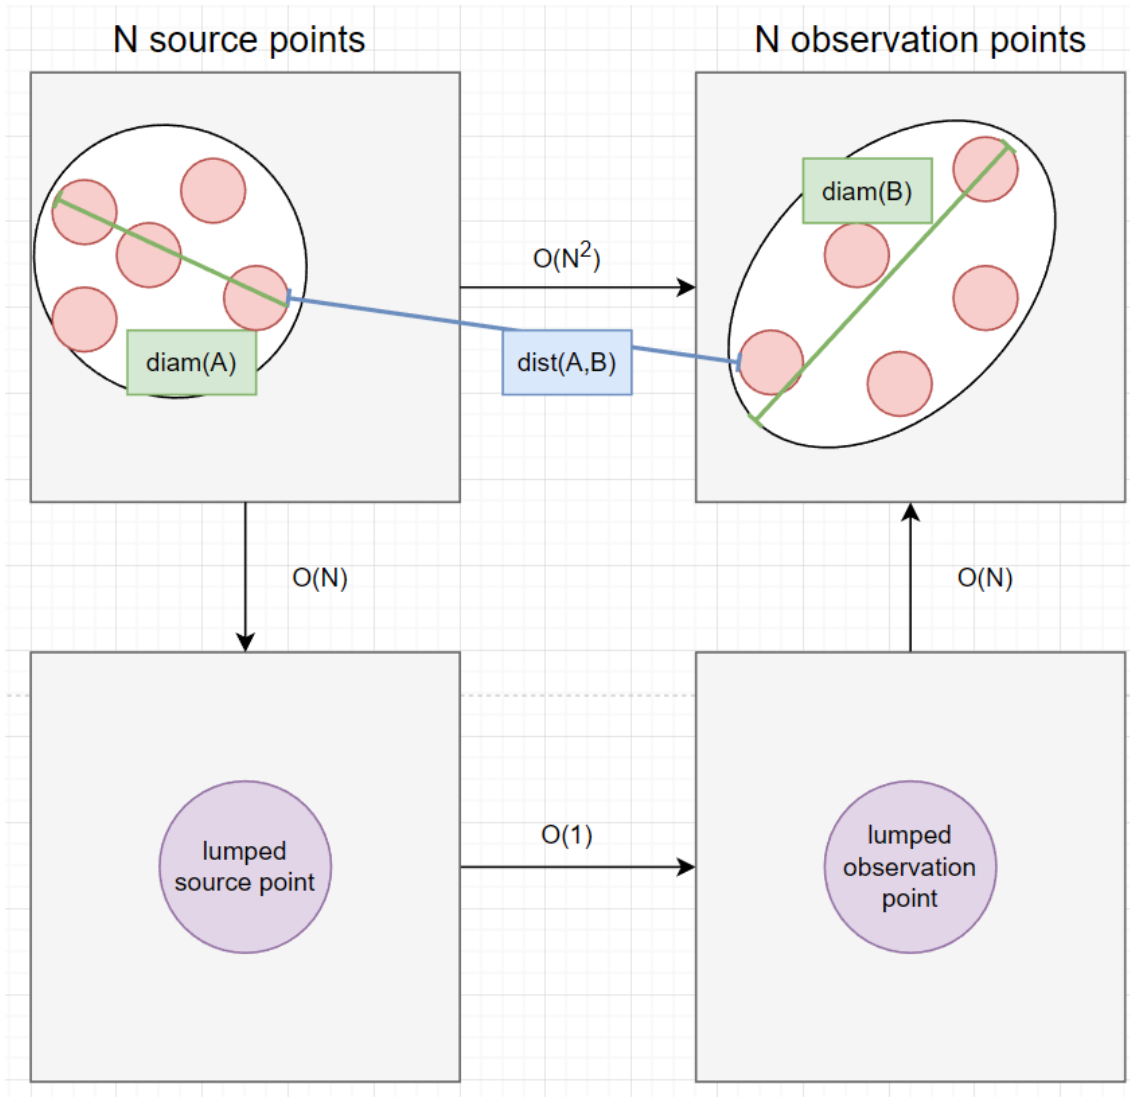 N source points
N observation points
diam(B)
O(N²)
diam(A)
dist(A,B)
O(N)
O(N)
O(1)
lumped
source point
lumped
observation
point